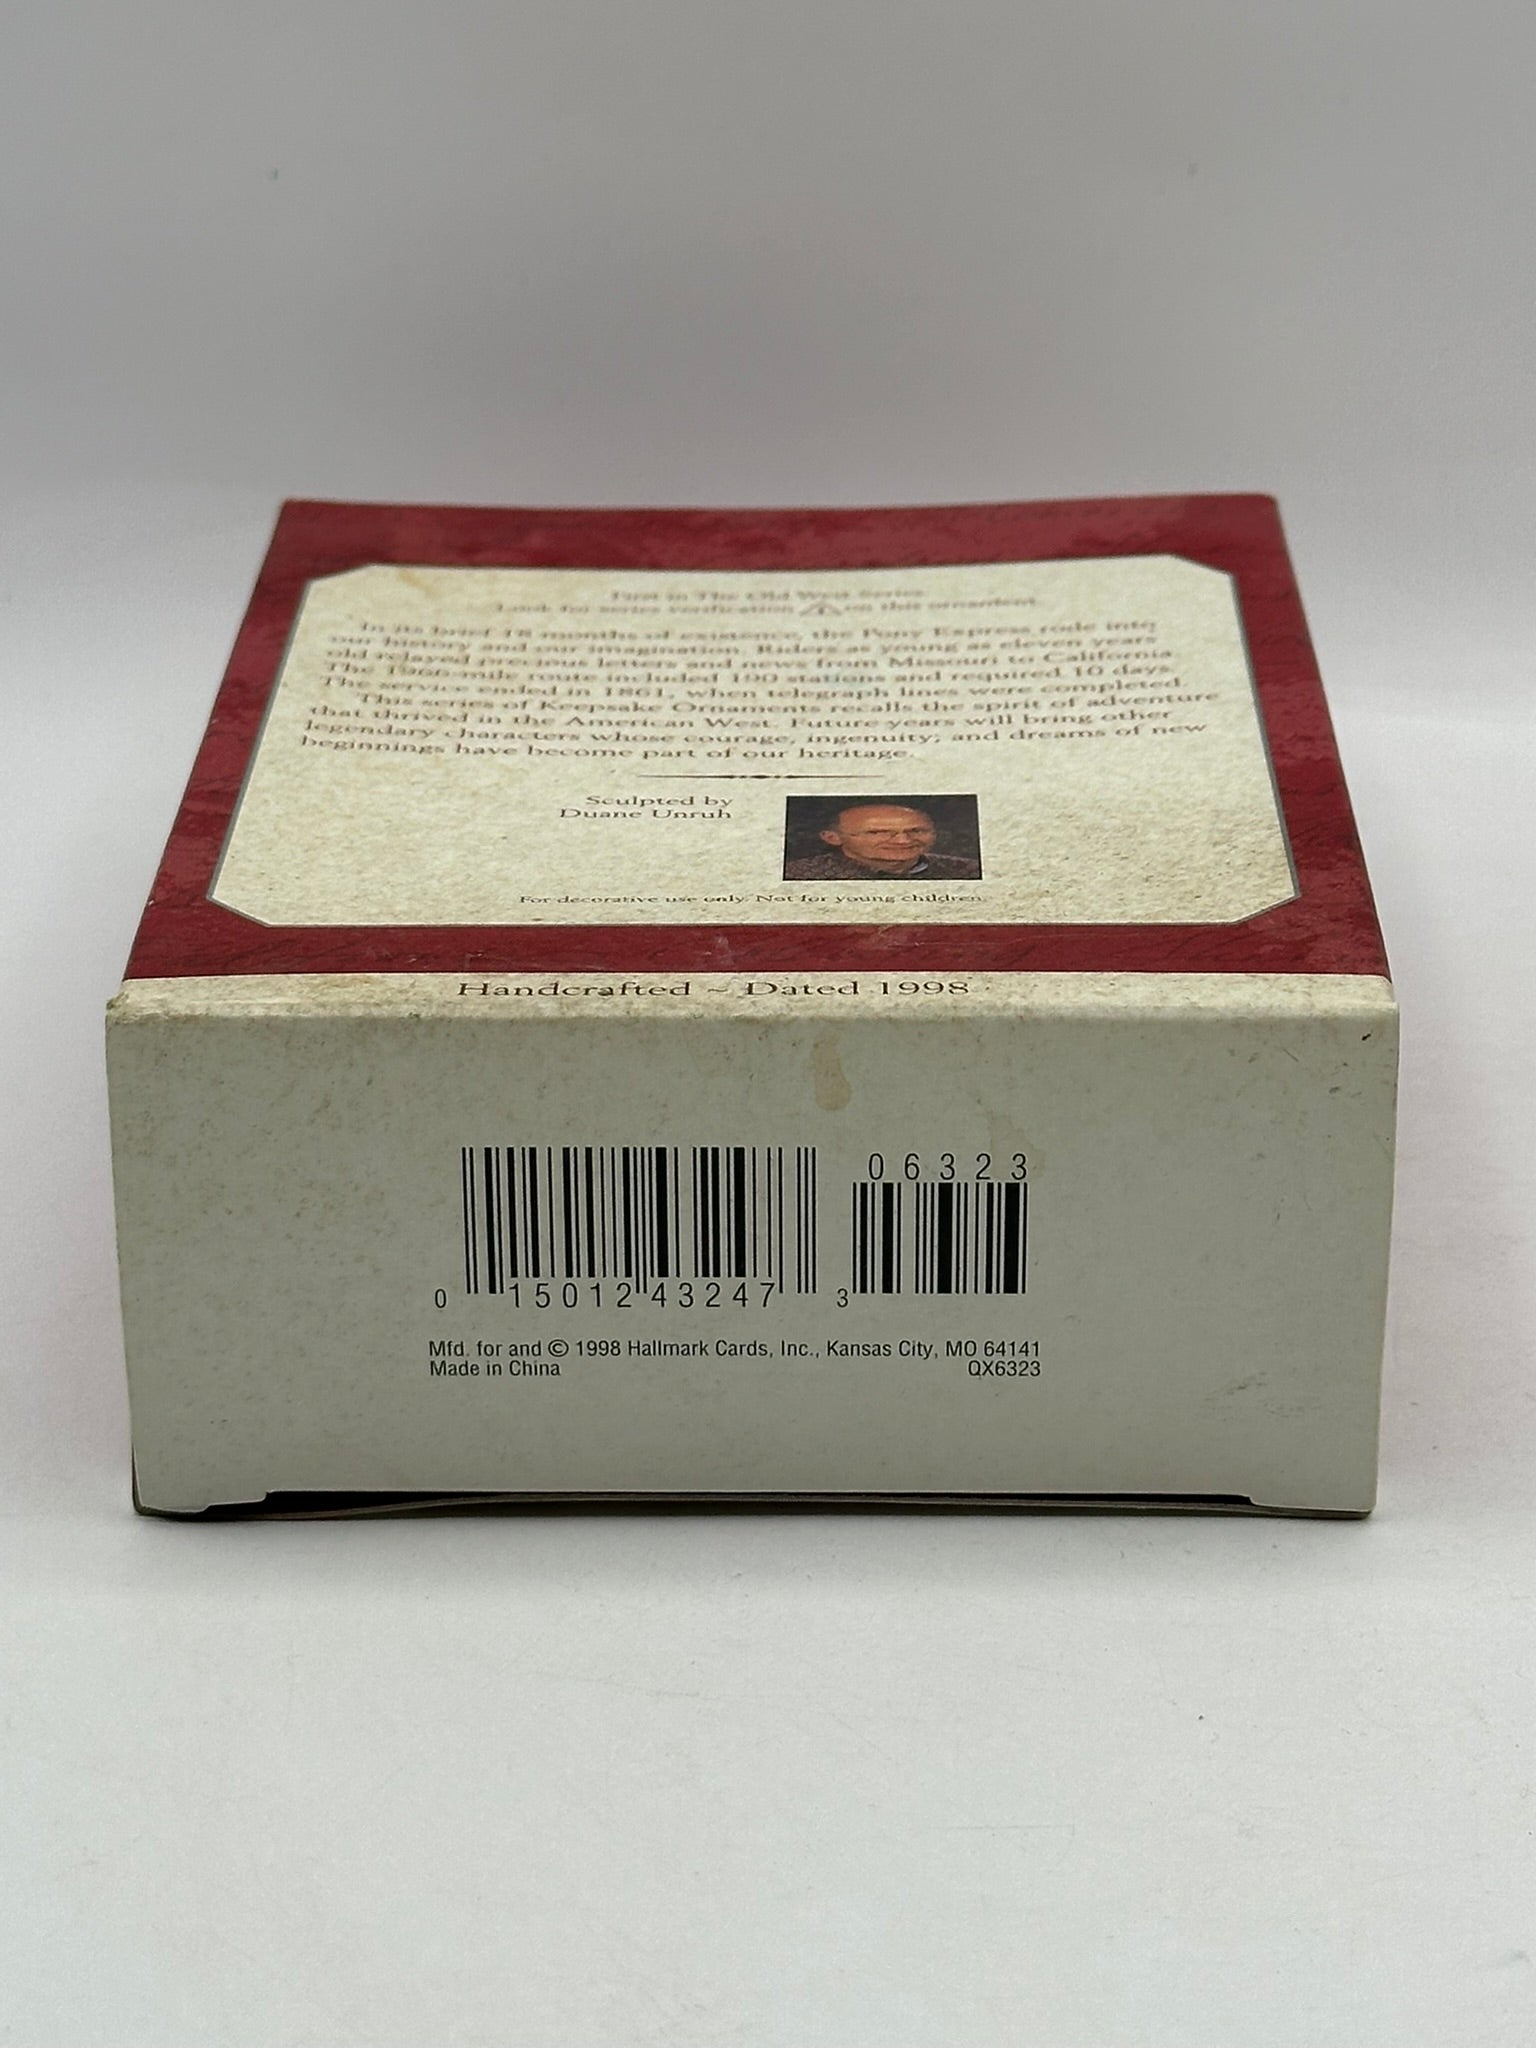 First in The Old West Series
Look for series verification on this ornament.
In its brief 18 months of existence, the Pony Express rode into
our history and our imagination. Riders as young as eleven years
old relayed precious letters and news from Missouri to California.
The 1966-mile route included 190 stations and required 10 days.
The service ended in 1861, when telegraph lines were completed.
This series of Keepsake Ornaments recalls the spirit of adventure
that thrived in the American West. Future years will bring other
legendary characters whose courage, ingenuity, and dreams of new
beginnings have become part of our heritage.
Sculpted by
Duane Unruh
For decorative use only. Not for young children.
Handcrafted ~ Dated 1998
06323
0 15012 43247 3
Mfd. for and © 1998 Hallmark Cards, Inc., Kansas City, MO 64141
Made in China QX6323